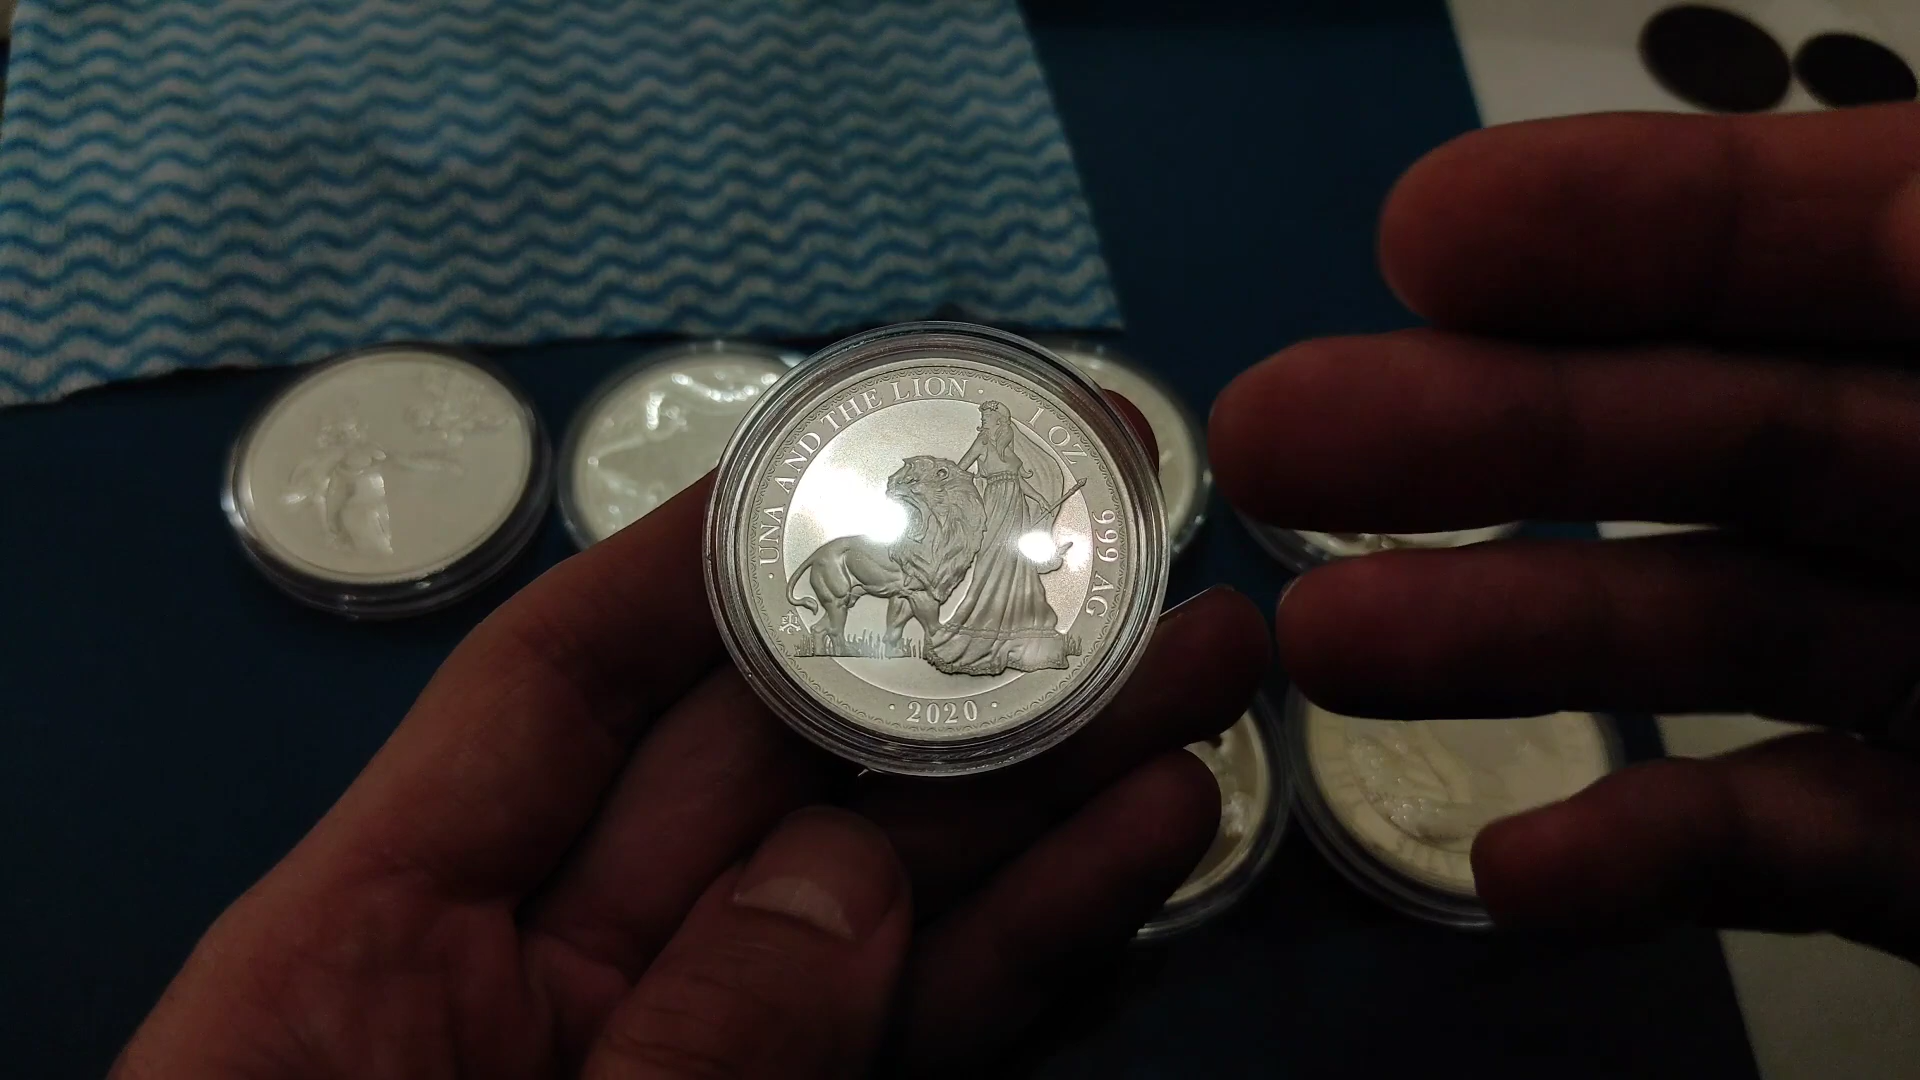 · UNA AND THE LION ·
1 OZ 999 AG
· 2020 ·